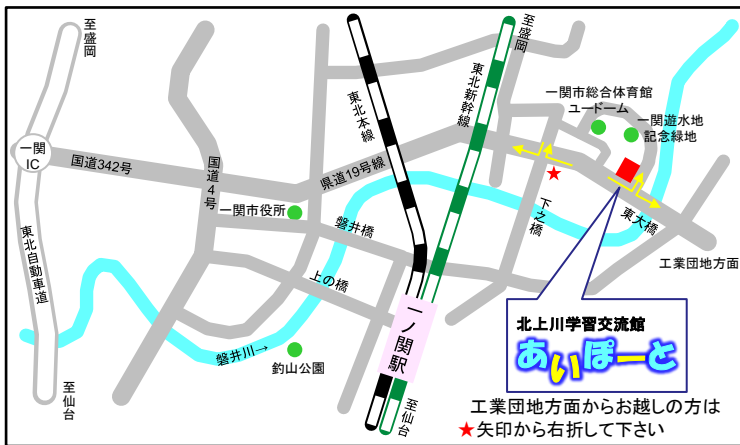 至盛岡
至盛岡
東北本線
東北新幹線
一関市総合体育館
ユードーム
一関遊水地
記念緑地
一関
IC
国道342号
国道4号
県道19号線
一関市役所
磐井橋
★
下之橋
東大橋
工業団地方面
東北自動車道
上の橋
一ノ関駅
北上川学習交流館
あいぽーと
磐井川→
釣山公園
至仙台
至仙台
工業団地方面からお越しの方は
★矢印から右折して下さい